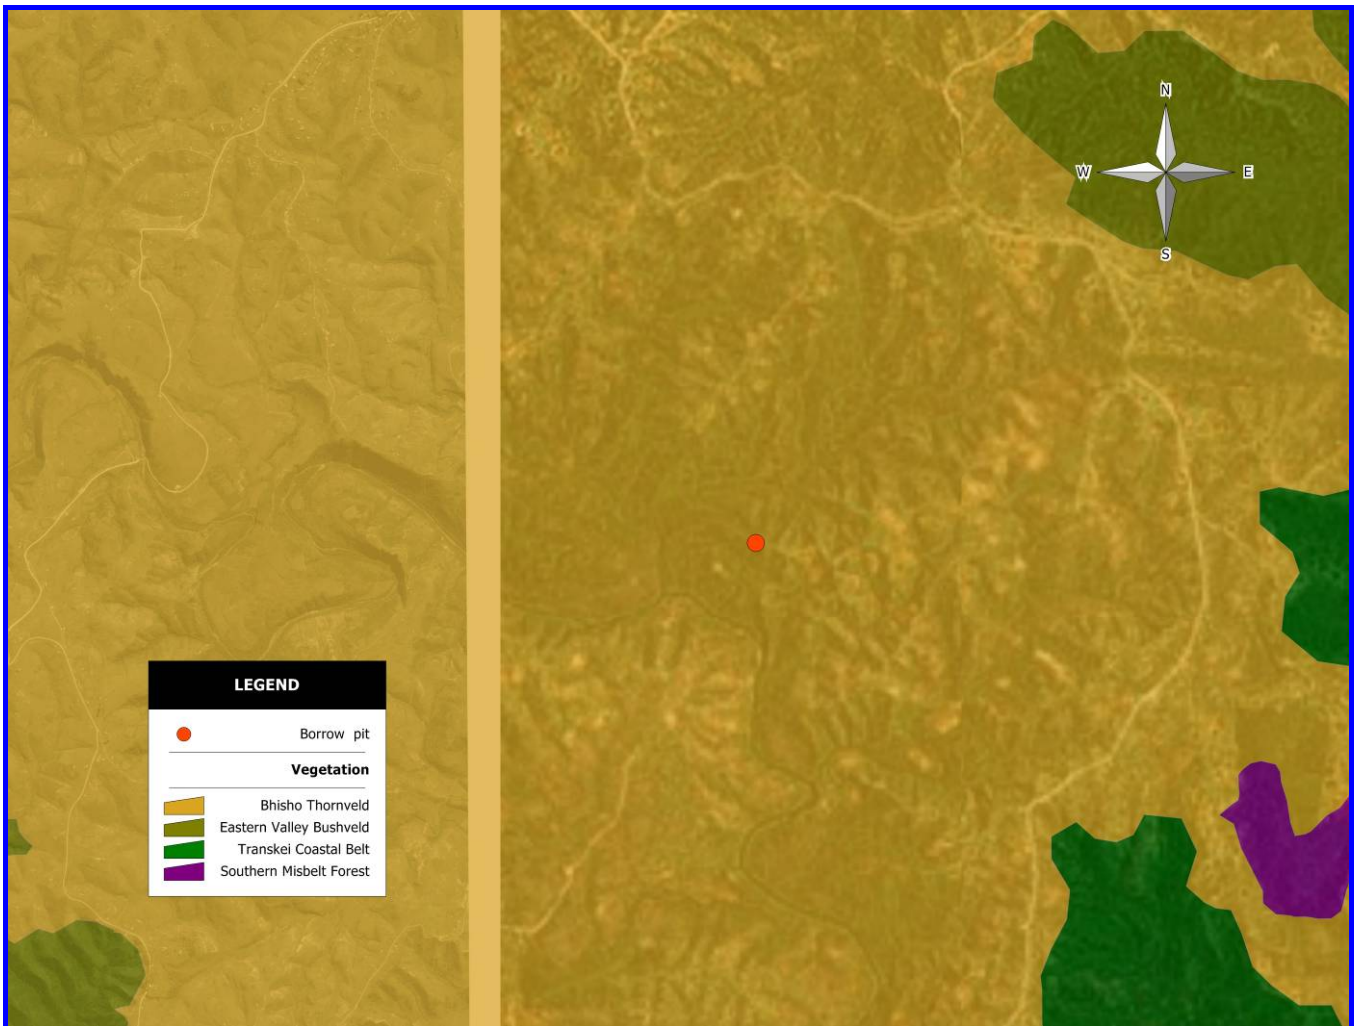 N
W E
S
LEGEND
Borrow pit
Vegetation
Bhisho Thornveld
Eastern Valley Bushveld
Transkei Coastal Belt
Southern Misbelt Forest